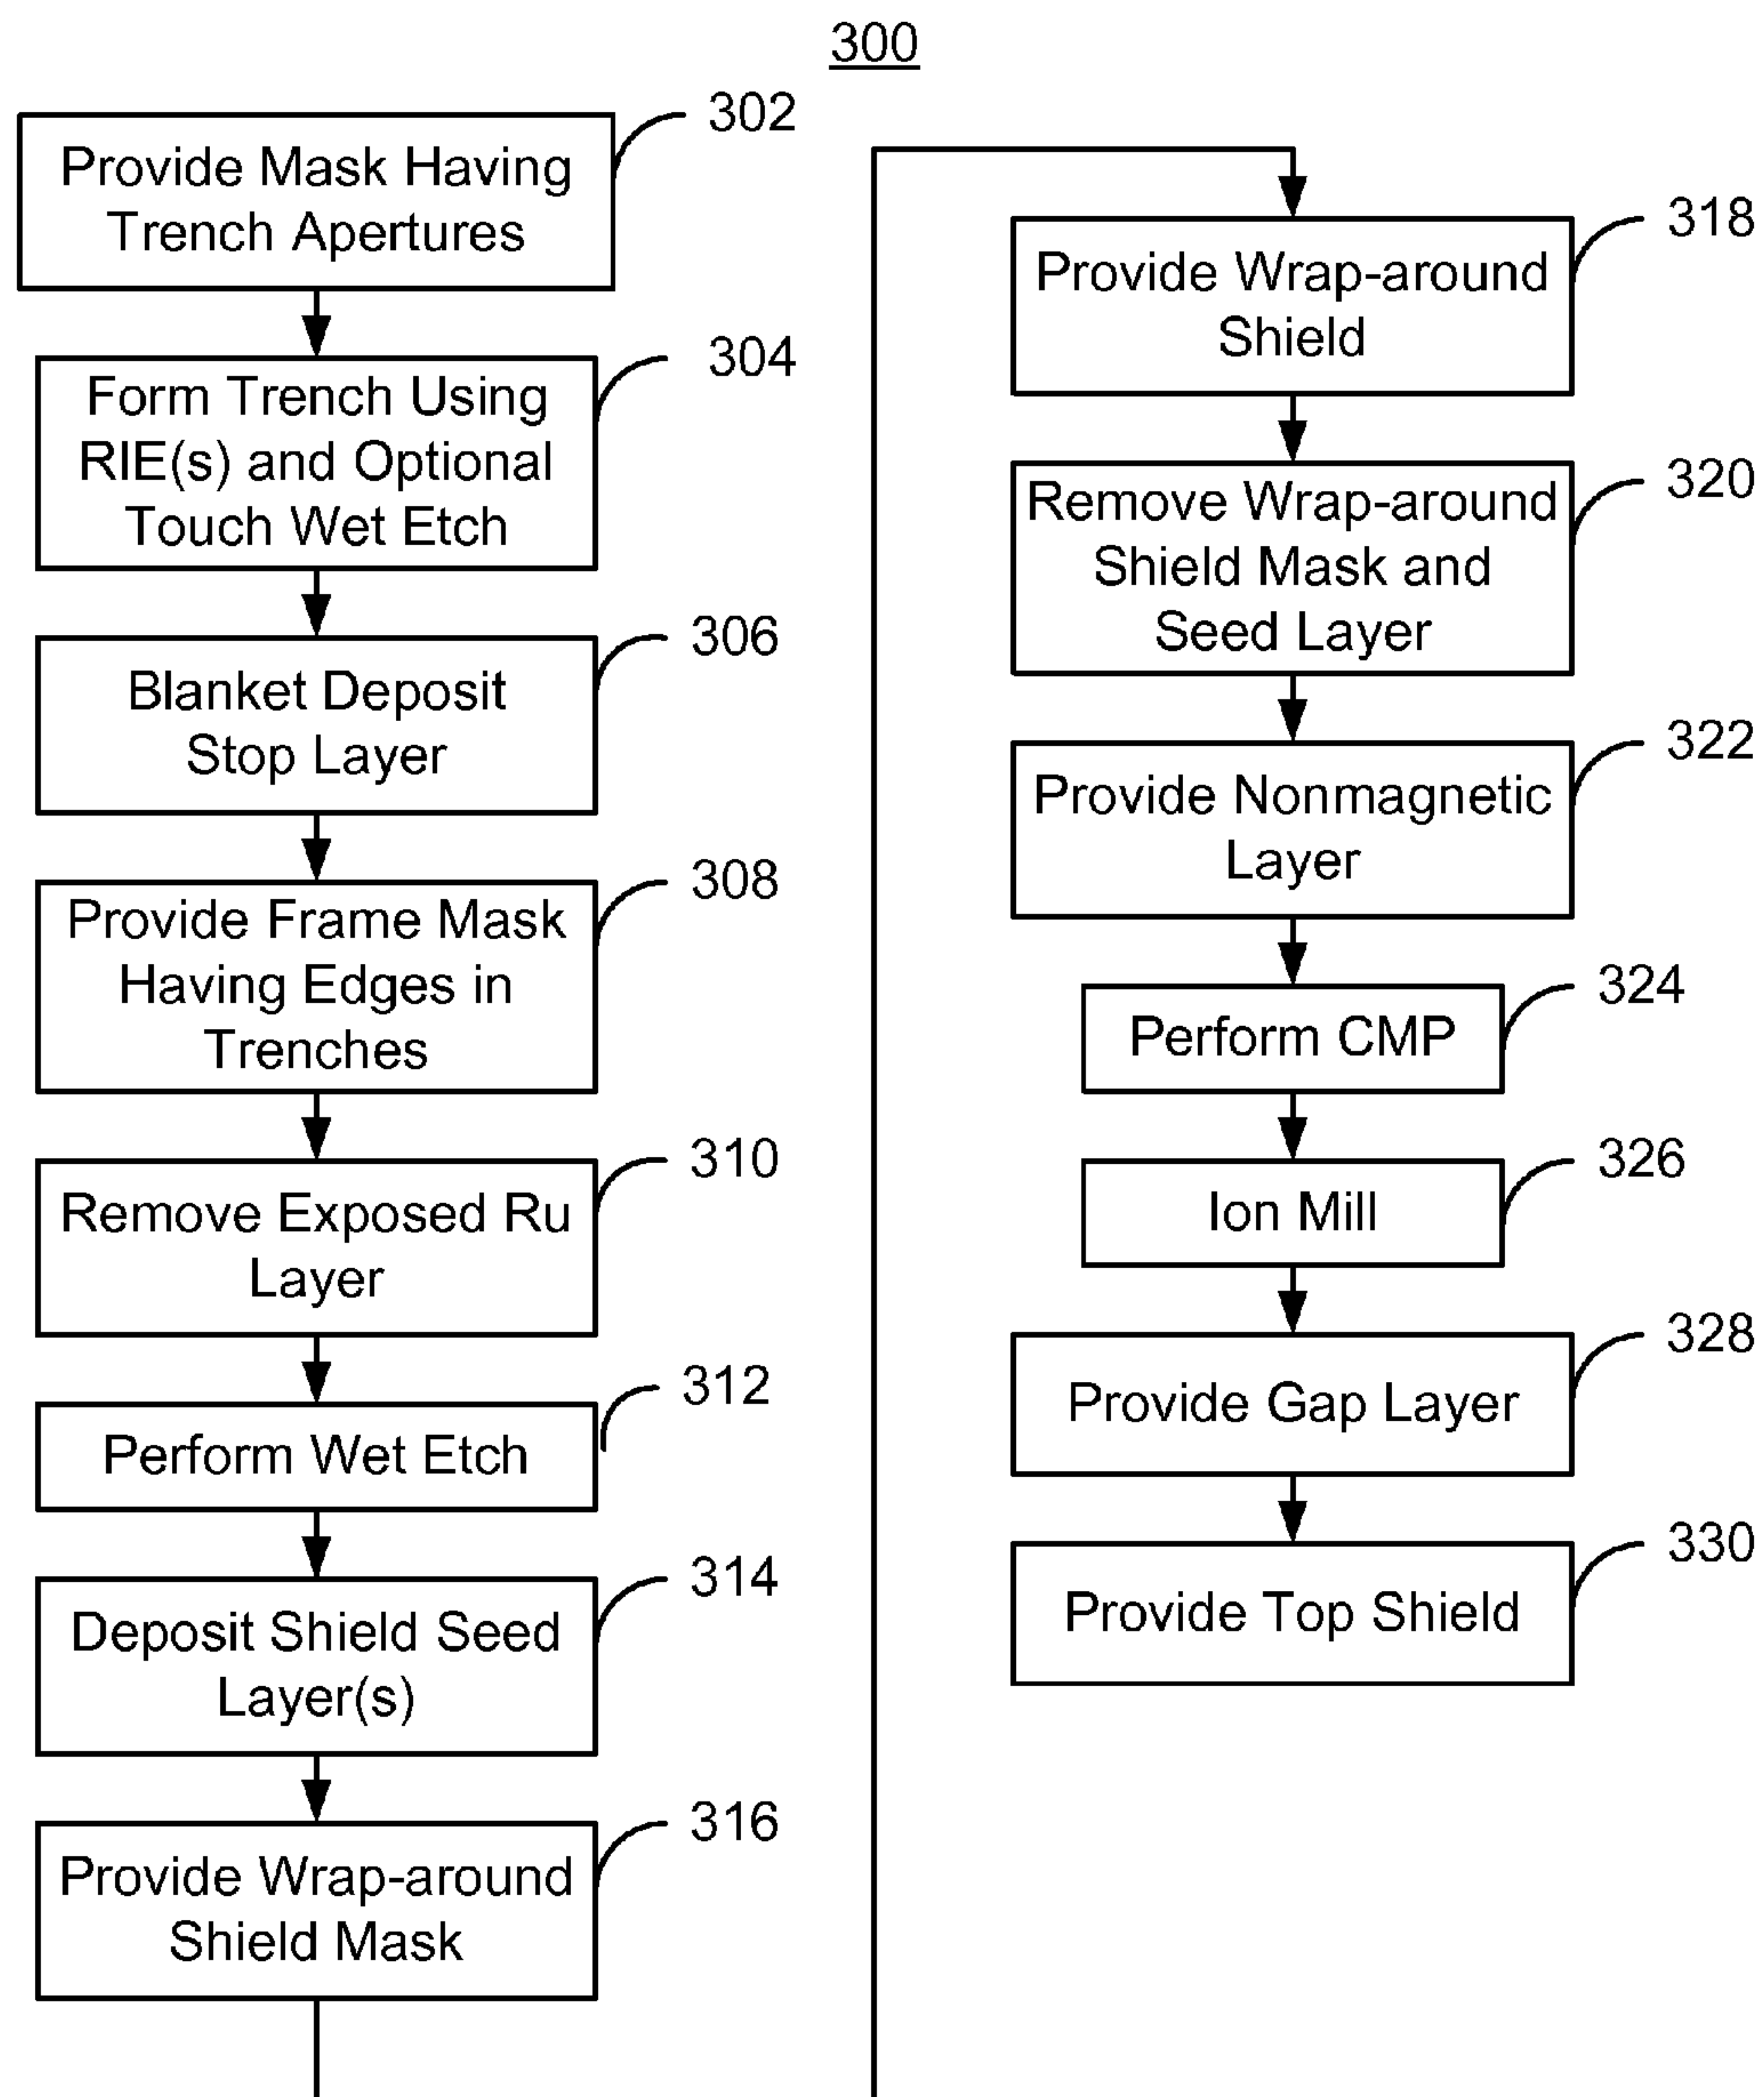 300
302
Provide Mask Having
Trench Apertures
304
Form Trench Using
RIE(s) and Optional
Touch Wet Etch
306
Blanket Deposit
Stop Layer
308
Provide Frame Mask
Having Edges in
Trenches
310
Remove Exposed Ru
Layer
312
Perform Wet Etch
314
Deposit Shield Seed
Layer(s)
316
Provide Wrap-around
Shield Mask
318
Provide Wrap-around
Shield
320
Remove Wrap-around
Shield Mask and
Seed Layer
322
Provide Nonmagnetic
Layer
324
Perform CMP
326
Ion Mill
328
Provide Gap Layer
330
Provide Top Shield